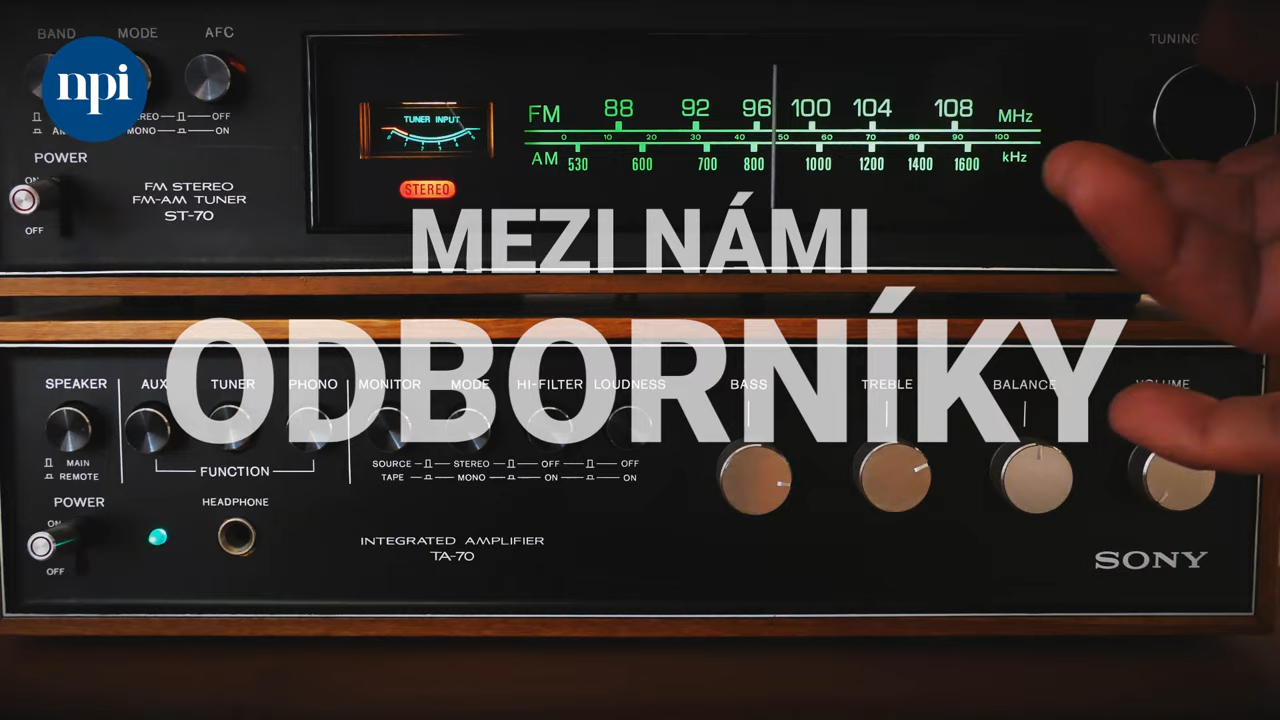 BAND MODE AFC TUNING
npi
STEREO OFF
MONO ON
POWER
ON
OFF
FM STEREO
FM-AM TUNER
ST-70
TUNER INPUT
STEREO
FM 88 92 96 100 104 108 MHz
0 10 20 30 40 50 60 70 80 90 100
AM 530 600 700 800 1000 1200 1400 1600 kHz
MEZI NÁMI
ODBORNÍKY
SPEAKER AUX TUNER PHONO MONITOR MODE HI-FILTER LOUDNESS BASS TREBLE BALANCE VOLUME
MAIN
REMOTE
FUNCTION
SOURCE STEREO OFF OFF
TAPE MONO ON ON
POWER
ON
OFF
HEADPHONE
INTEGRATED AMPLIFIER
TA-70
SONY